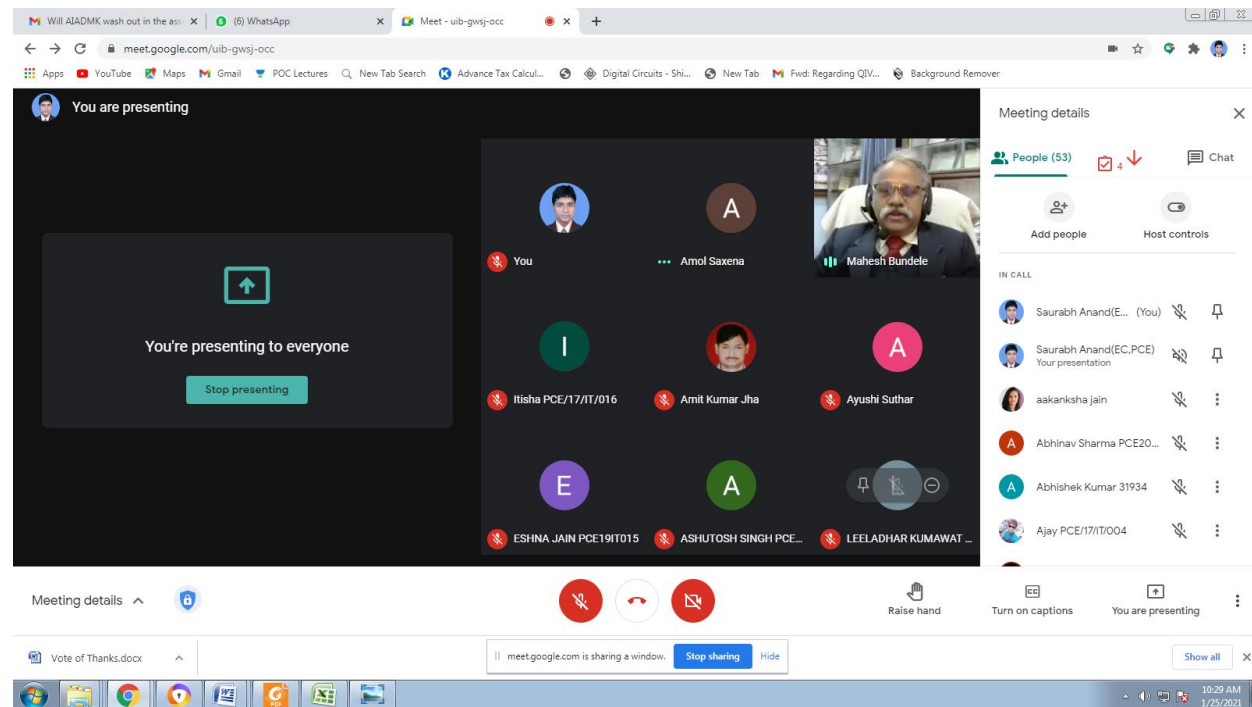 Will AIADMK wash out in the ass
(6) WhatsApp
Meet - uib-gwsj-occ
meet.google.com/uib-gwsj-occ
Apps YouTube Maps Gmail POC Lectures New Tab Search Advance Tax Calcul... Digital Circuits - Shi... New Tab Fwd: Regarding QIV... Background Remover
You are presenting
You're presenting to everyone
Stop presenting
A
You
Amol Saxena
Mahesh Bundele
I
A
Itisha PCE/17/IT/016
Amit Kumar Jha
Ayushi Suthar
E
A
ESHNA JAIN PCE19IT015
ASHUTOSH SINGH PCE...
LEELADHAR KUMAWAT ...
Meeting details
People (53)
4
Chat
Add people
Host controls
IN CALL
Saurabh Anand(E... (You)
Saurabh Anand(EC,PCE)
Your presentation
aakanksha jain
A Abhinav Sharma PCE20...
A Abhishek Kumar 31934
Ajay PCE/17/IT/004
Meeting details
Raise hand
CC
Turn on captions
You are presenting
Vote of Thanks.docx
meet.google.com is sharing a window.
Stop sharing
Hide
Show all
PDF
10:29 AM
1/25/2021